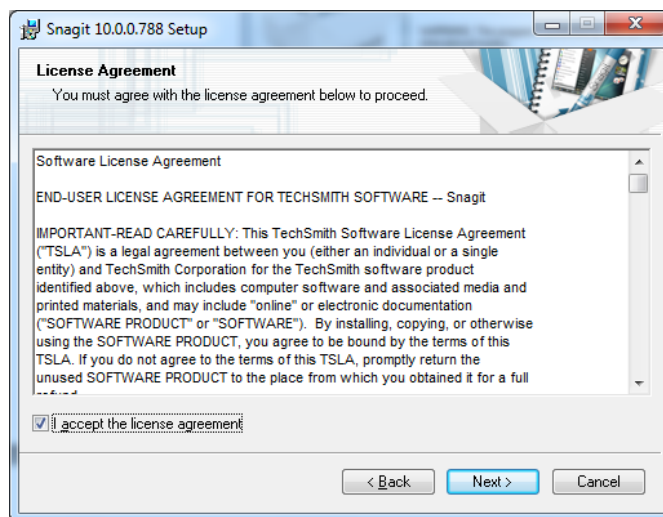 Snagit 10.0.0.788 Setup
License Agreement
You must agree with the license agreement below to proceed.
Software License Agreement
END-USER LICENSE AGREEMENT FOR TECHSMITH SOFTWARE -- Snagit
IMPORTANT-READ CAREFULLY: This TechSmith Software License Agreement
("TSLA") is a legal agreement between you (either an individual or a single
entity) and TechSmith Corporation for the TechSmith software product
identified above, which includes computer software and associated media and
printed materials, and may include "online" or electronic documentation
("SOFTWARE PRODUCT" or "SOFTWARE").  By installing, copying, or otherwise
using the SOFTWARE PRODUCT, you agree to be bound by the terms of this
TSLA. If you do not agree to the terms of this TSLA, promptly return the
unused SOFTWARE PRODUCT to the place from which you obtained it for a full
I accept the license agreement
< Back
Next >
Cancel